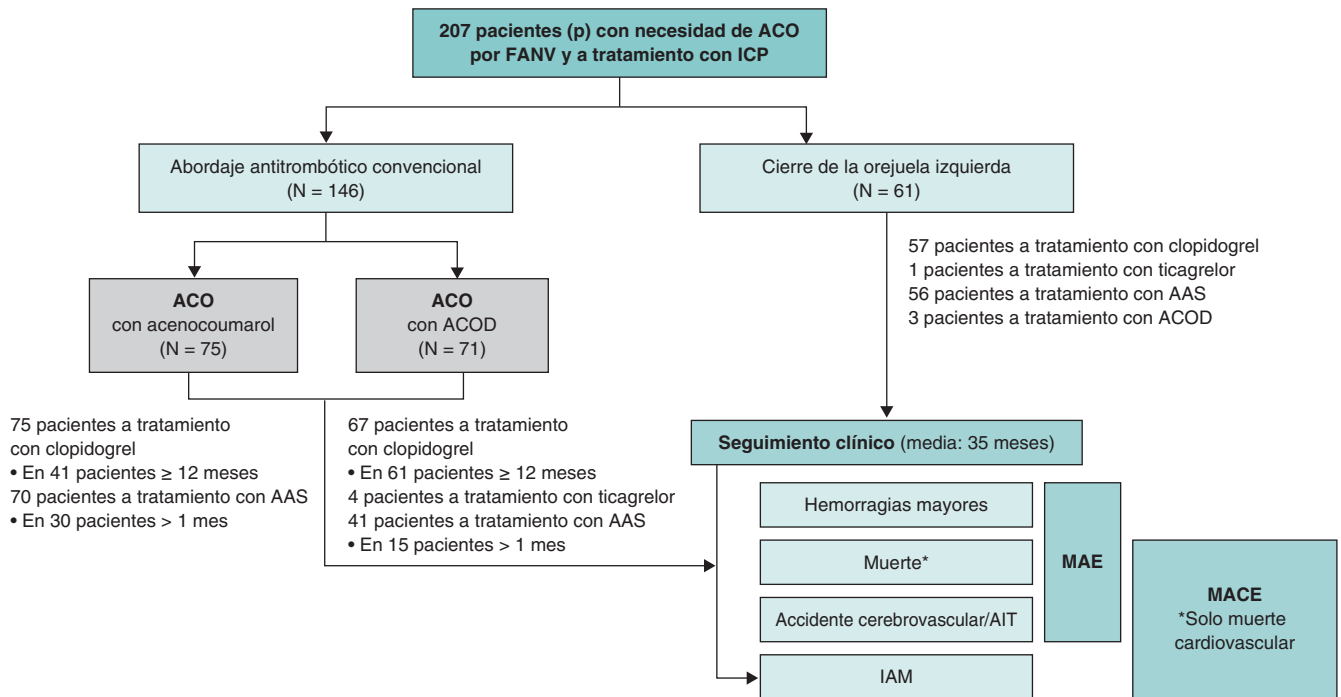 207 pacientes (p) con necesidad de ACO
por FANV y a tratamiento con ICP
Abordaje antitrombótico convencional
(N = 146)
Cierre de la orejuela izquierda
(N = 61)
ACO
con acenocoumarol
(N = 75)
ACO
con ACOD
(N = 71)
57 pacientes a tratamiento con clopidogrel
1 pacientes a tratamiento con ticagrelor
56 pacientes a tratamiento con AAS
3 pacientes a tratamiento con ACOD
75 pacientes a tratamiento
con clopidogrel
• En 41 pacientes ≥ 12 meses
70 pacientes a tratamiento con AAS
• En 30 pacientes > 1 mes
67 pacientes a tratamiento
con clopidogrel
• En 61 pacientes ≥ 12 meses
4 pacientes a tratamiento con ticagrelor
41 pacientes a tratamiento con AAS
• En 15 pacientes > 1 mes
Seguimiento clínico (media: 35 meses)
Hemorragias mayores
Muerte*
Accidente cerebrovascular/AIT
IAM
MAE
MACE
*Solo muerte
cardiovascular